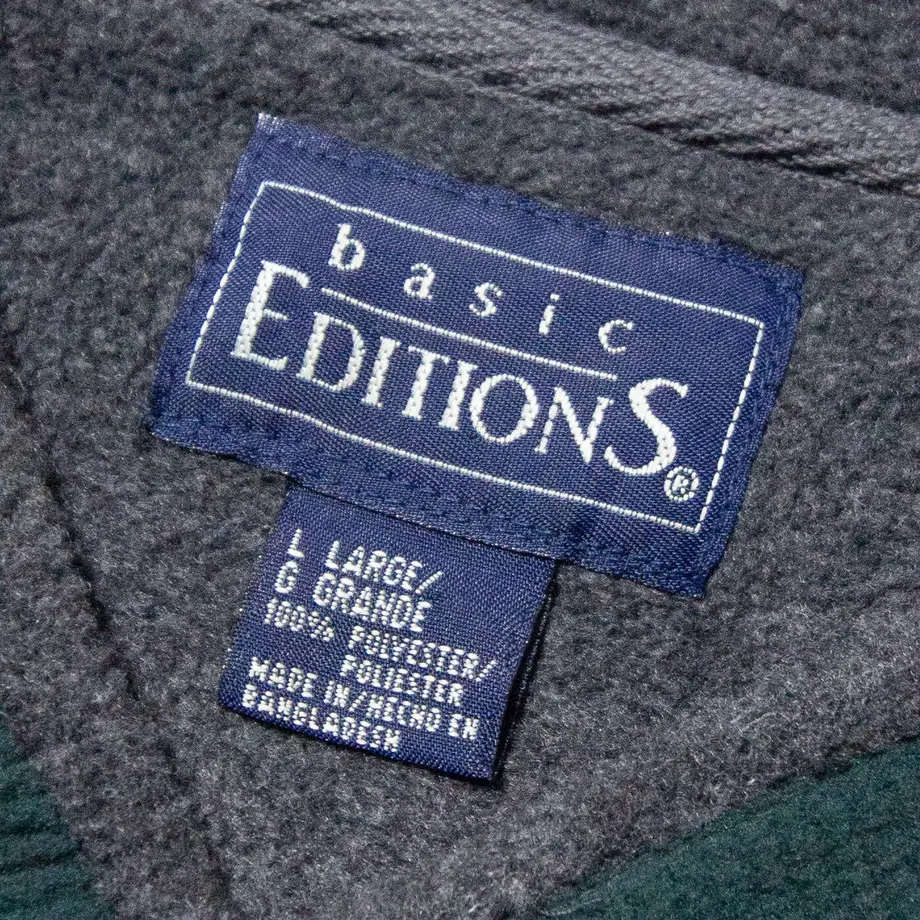 basic
EDITIONS®
L LARGE/
G GRANDE
100% POLYESTER/
POLIESTER
MADE IN/HECHO EN
BANGLADESH